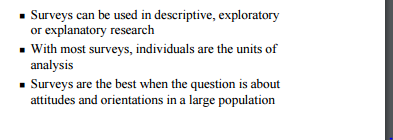 ▪ Surveys can be used in descriptive, exploratory
or explanatory research
▪ With most surveys, individuals are the units of
analysis
▪ Surveys are the best when the question is about
attitudes and orientations in a large population